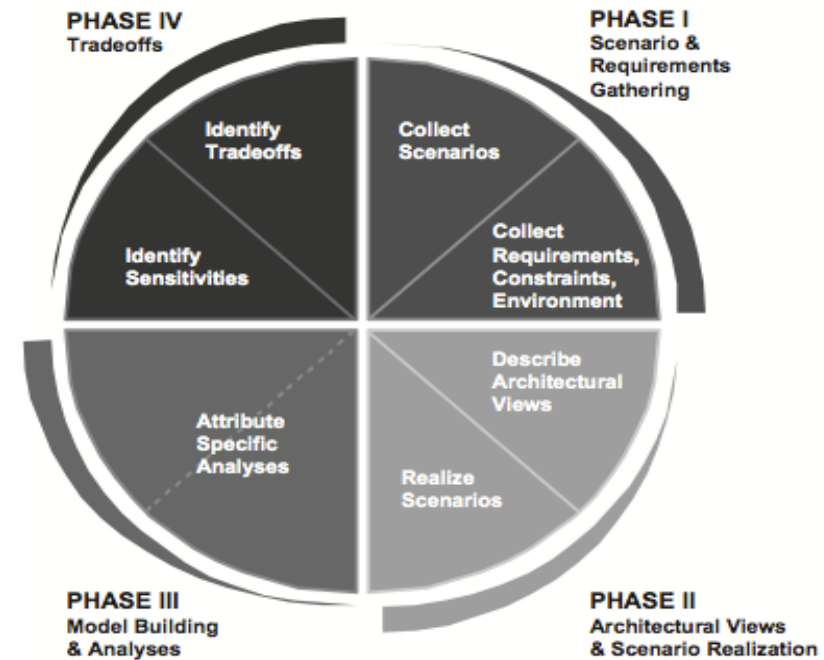 PHASE IV
Tradeoffs
PHASE I
Scenario &
Requirements
Gathering
Identify
Tradeoffs
Collect
Scenarios
Identify
Sensitivities
Collect
Requirements,
Constraints,
Environment
Attribute
Specific
Analyses
Describe
Architectural
Views
Realize
Scenarios
PHASE III
Model Building
& Analyses
PHASE II
Architectural Views
& Scenario Realization